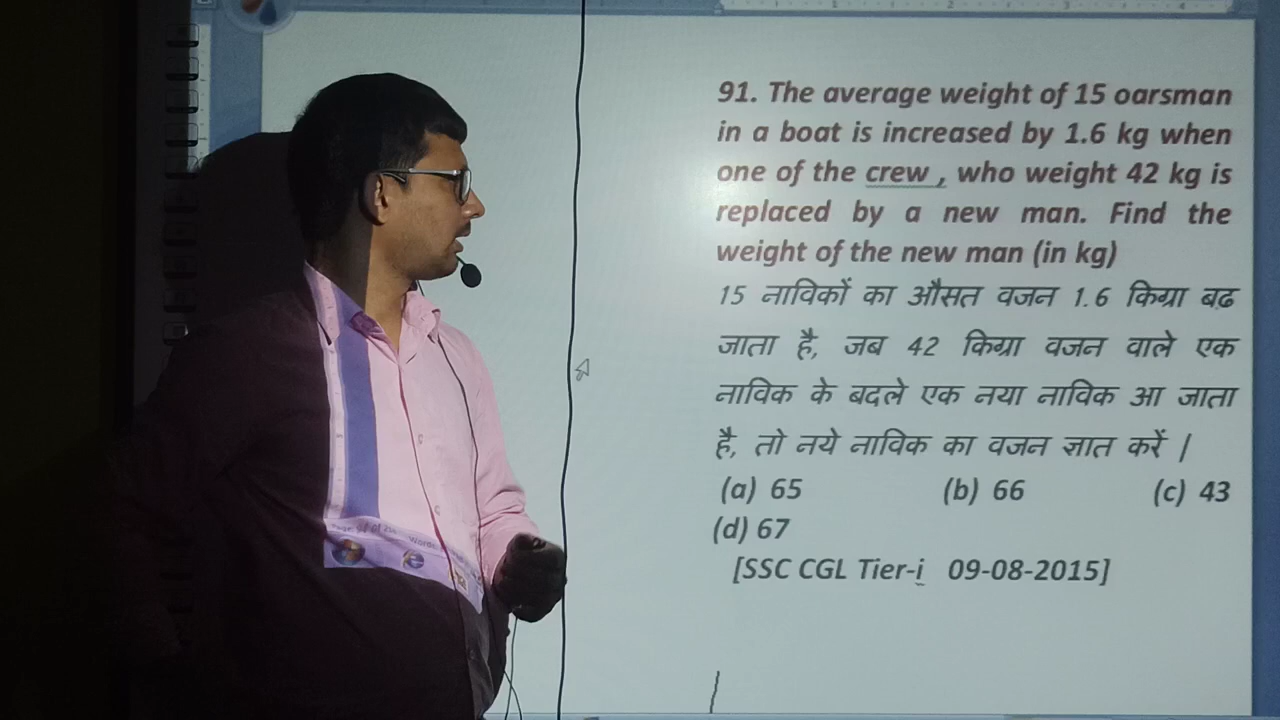 91. The average weight of 15 oarsman
in a boat is increased by 1.6 kg when
one of the crew , who weight 42 kg is
replaced by a new man. Find the
weight of the new man (in kg)
15 नाविकों का औसत वजन 1.6 किग्रा बढ
जाता है, जब 42 किग्रा वजन वाले एक
नाविक के बदले एक नया नाविक आ जाता
है, तो नये नाविक का वजन ज्ञात करें |
(a) 65 (b) 66 (c) 43
(d) 67
[SSC CGL Tier-i 09-08-2015]